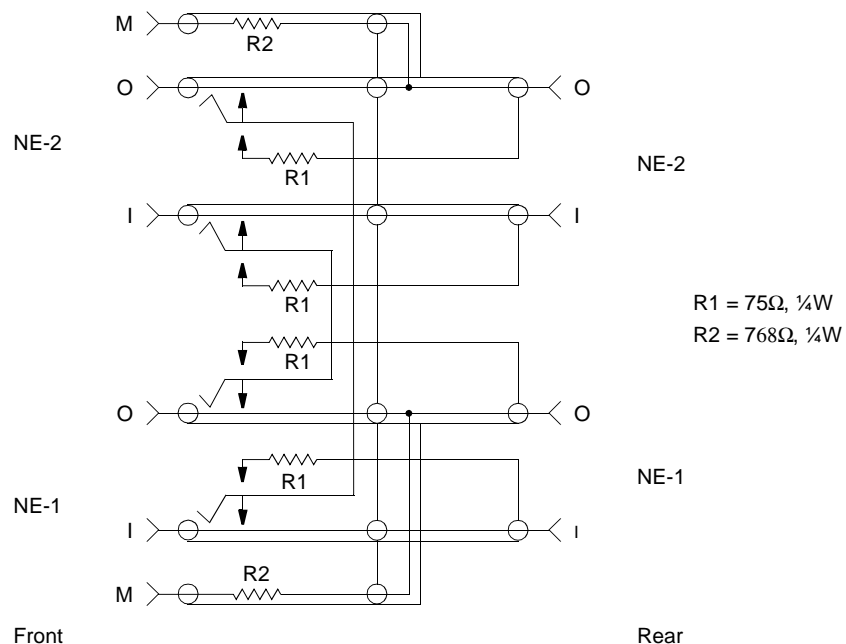 M
R2
O
O
NE-2
NE-2
R1
I
I
R1
R1 = 75Ω, ¼W
R2 = 768Ω, ¼W
R1
O
O
NE-1
R1
NE-1
I
I
R2
M
Front
Rear